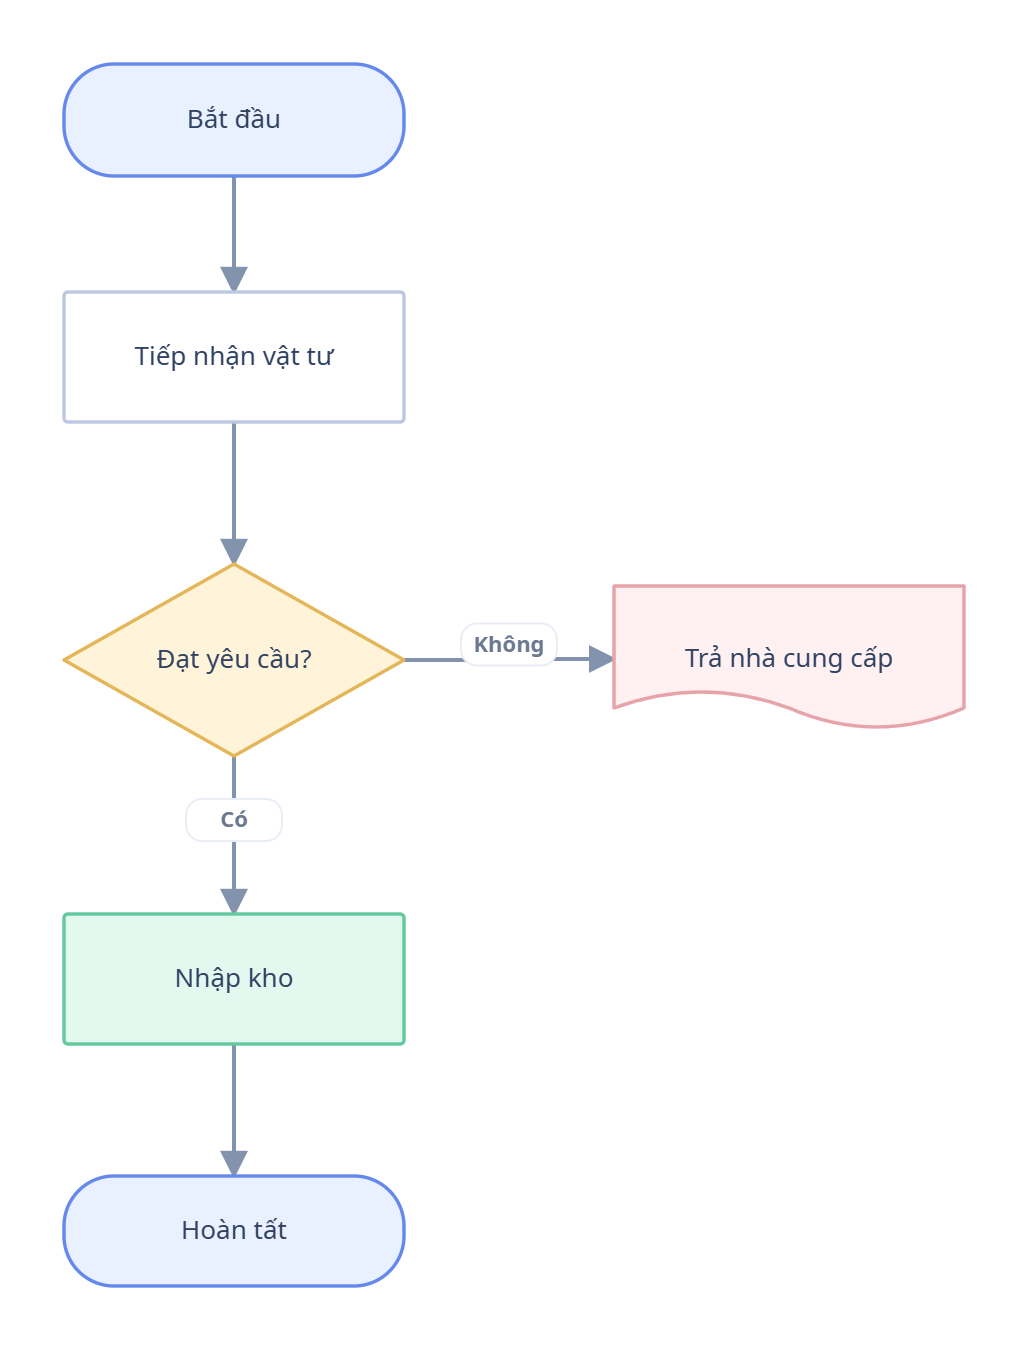 Bắt đầu
Tiếp nhận vật tư
Đạt yêu cầu?
Không
Trả nhà cung cấp
Có
Nhập kho
Hoàn tất